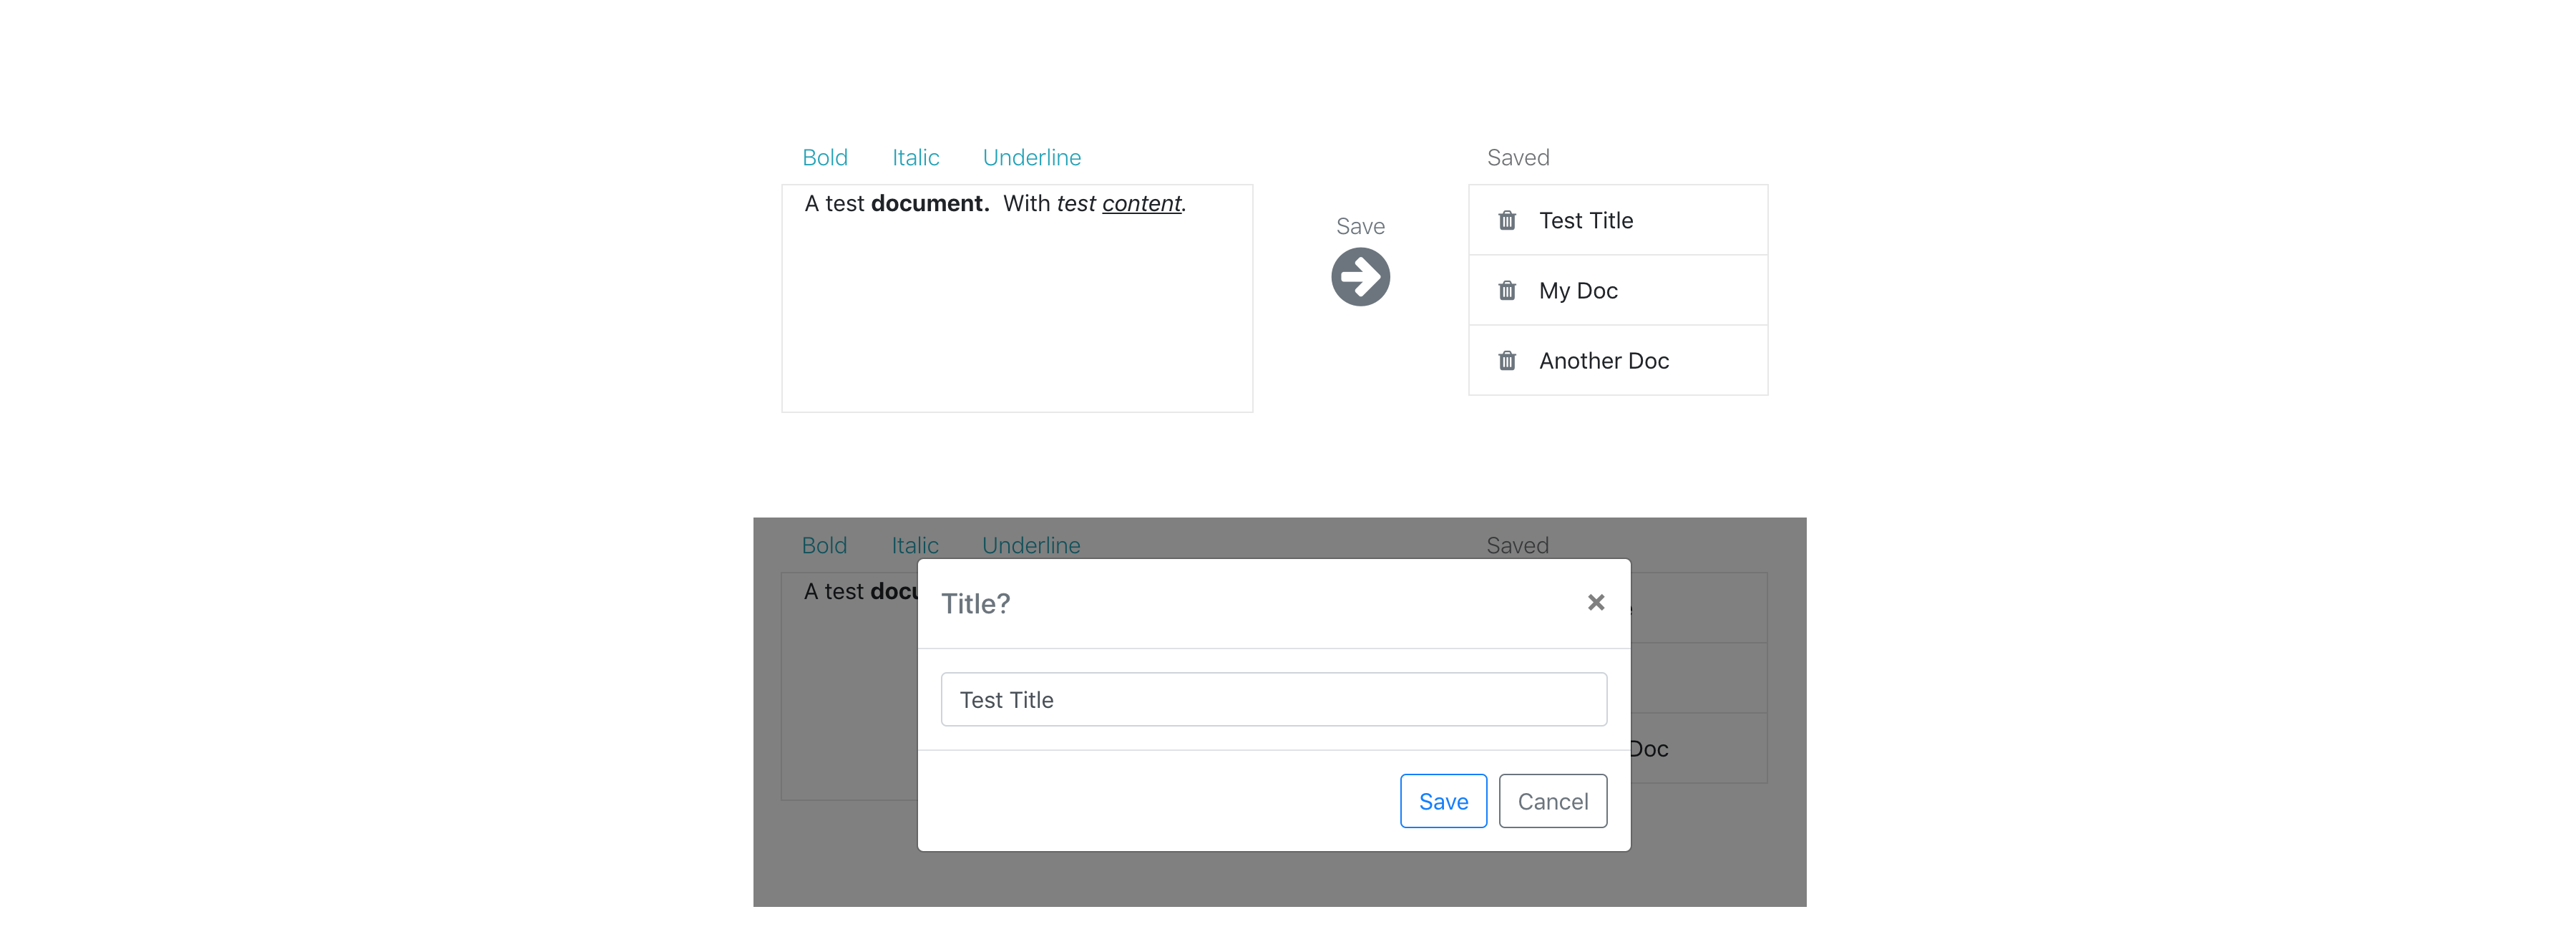 Bold Italic Underline Saved
A test document. With test content.
Save
Test Title
My Doc
Another Doc
Bold Italic Underline Saved
A test docu
Title? ×
Test Title
Doc
Save Cancel